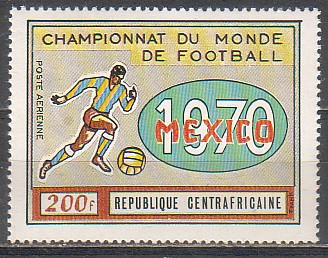 CHAMPIONNAT DU MONDE
DE FOOTBALL
POSTE AERIENNE
1970
MEXICO
200F
REPUBLIQUE CENTRAFRICAINE